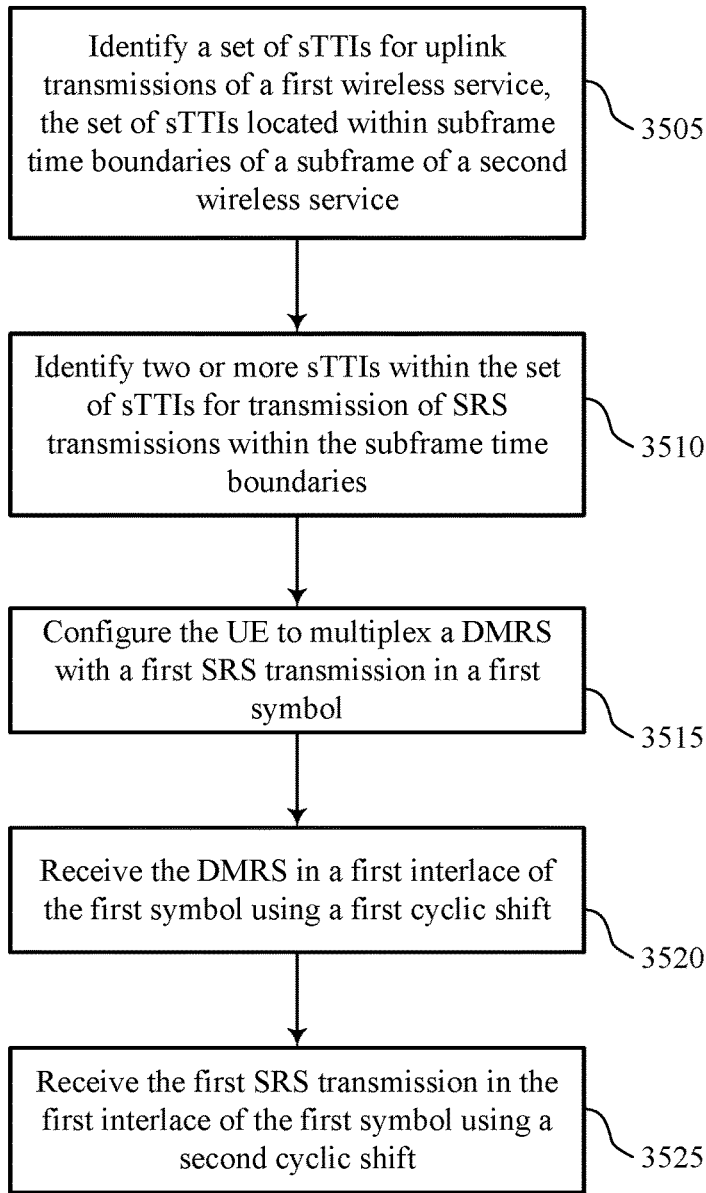 Identify a set of sTTIs for uplink
transmissions of a first wireless service,
the set of sTTIs located within subframe
time boundaries of a subframe of a second
wireless service
3505
Identify two or more sTTIs within the set
of sTTIs for transmission of SRS
transmissions within the subframe time
boundaries
3510
Configure the UE to multiplex a DMRS
with a first SRS transmission in a first
symbol
3515
Receive the DMRS in a first interlace of
the first symbol using a first cyclic shift
3520
Receive the first SRS transmission in the
first interlace of the first symbol using a
second cyclic shift
3525